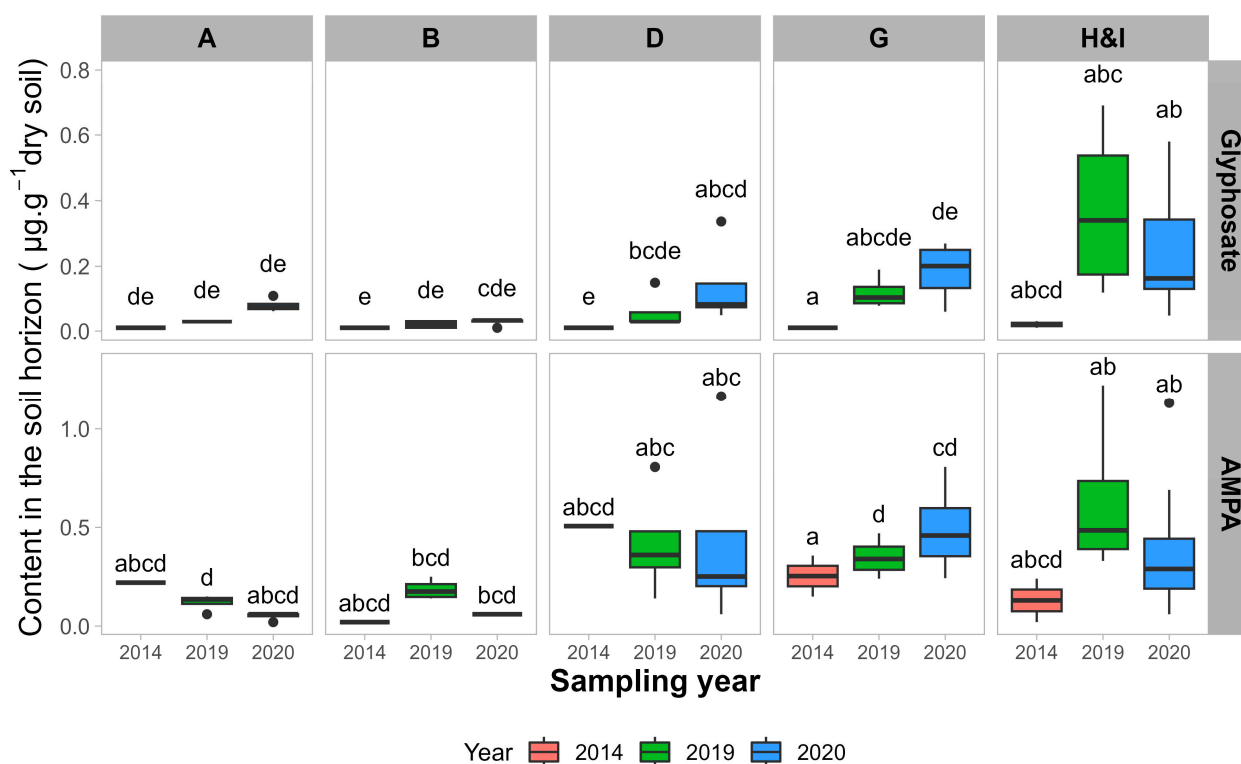 A B D G H&I
Content in the soil horizon ( µg.g⁻¹dry soil)
Glyphosate
0.8
0.6
0.4
0.2
0.0
de de de
e de cde
e bcde abcd
a abcde de
abcd abc ab
AMPA
1.0
0.5
0.0
abcd d abcd
abcd bcd bcd
abcd abc abc
a d cd
abcd ab ab
2014 2019 2020 2014 2019 2020 2014 2019 2020 2014 2019 2020 2014 2019 2020
Sampling year
Year 2014 2019 2020